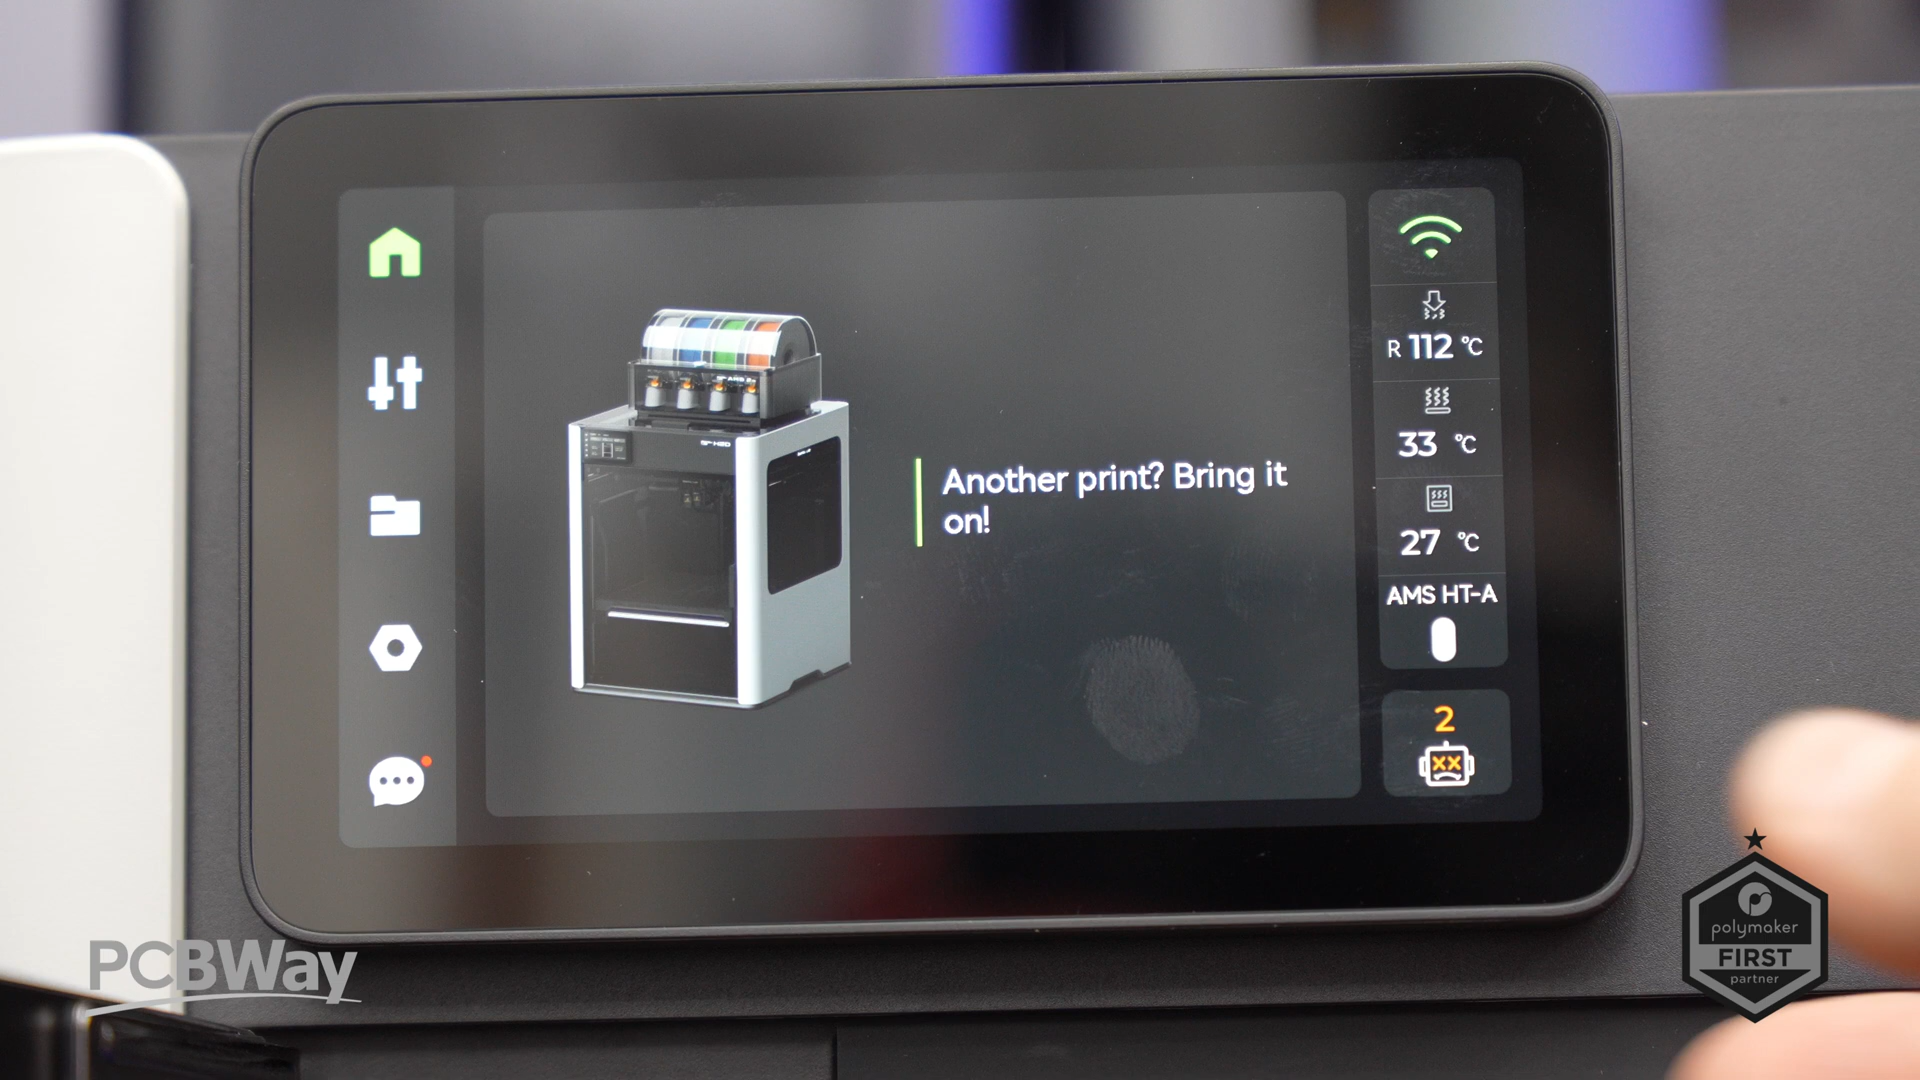 Another print? Bring it
on!
R 112 °C
33 °C
27 °C
AMS HT-A
2
PCBWay
polymaker
FIRST
partner